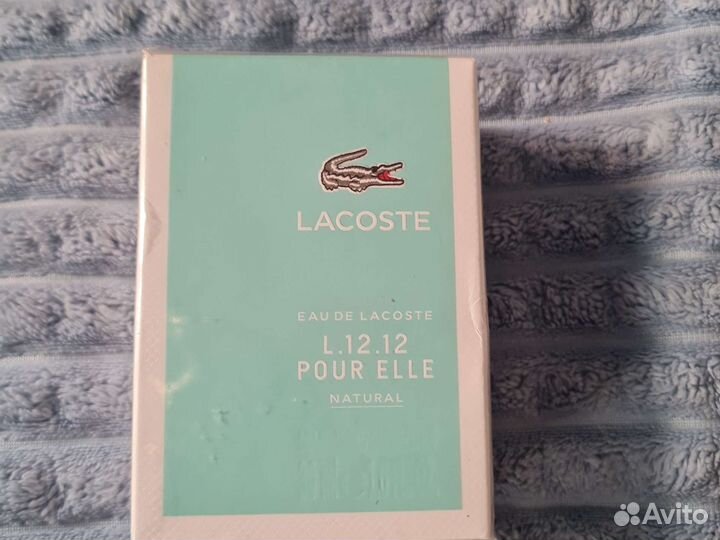 LACOSTE
EAU DE LACOSTE
L.12.12
POUR ELLE
NATURAL
Avito